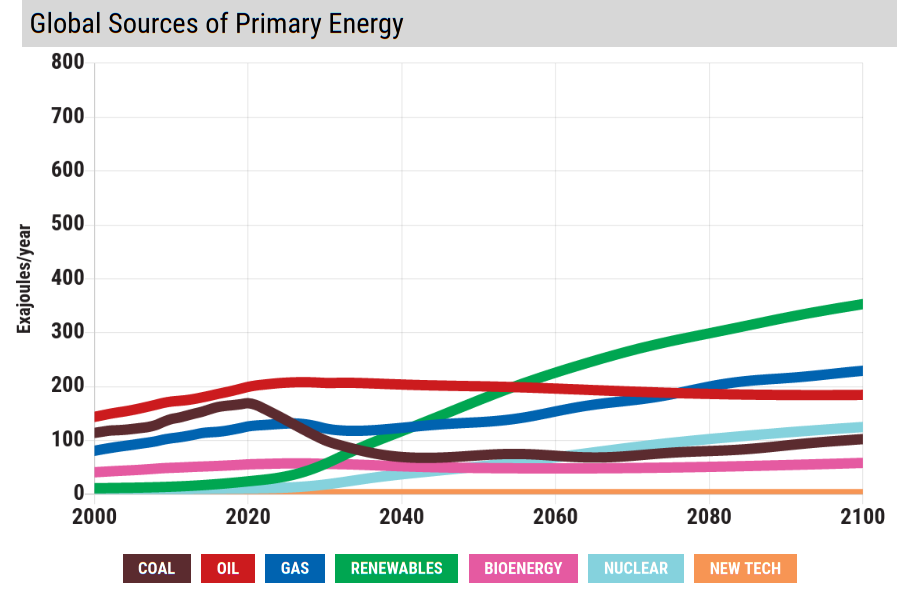 Global Sources of Primary Energy
800
700
600
500
400
300
200
100
0
Exajoules/year
2000 2020 2040 2060 2080 2100
COAL OIL GAS RENEWABLES BIOENERGY NUCLEAR NEW TECH